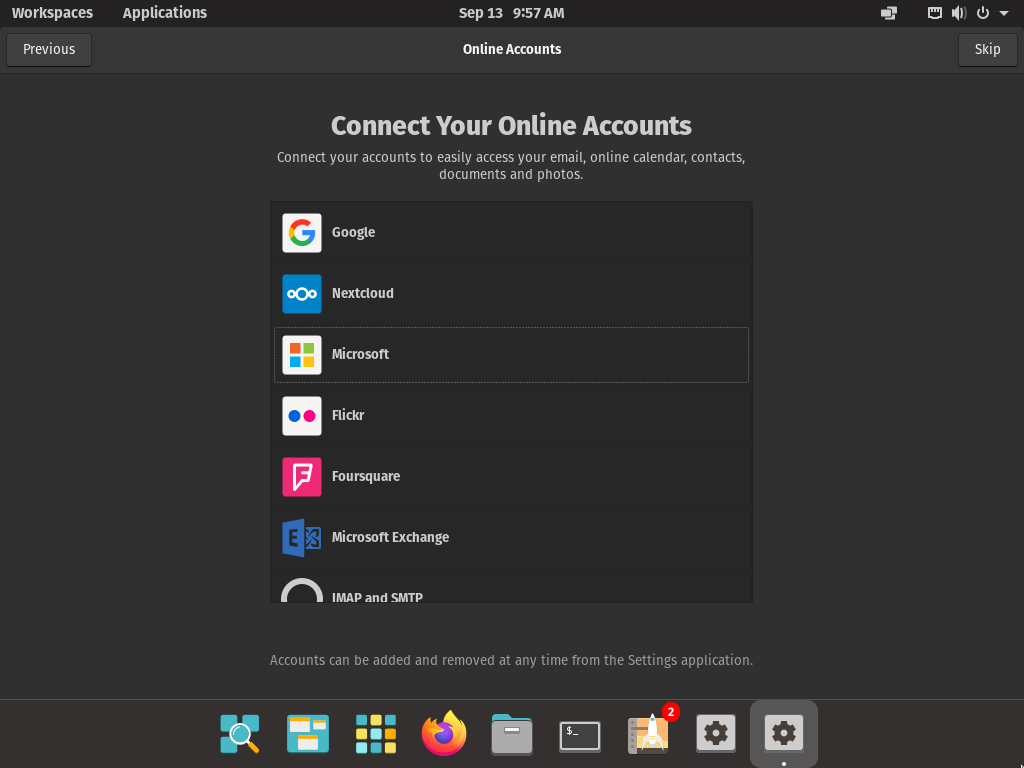 Workspaces Applications Sep 13 9:57 AM
Previous Online Accounts Skip
Connect Your Online Accounts
Connect your accounts to easily access your email, online calendar, contacts,
documents and photos.
Google
Nextcloud
Microsoft
Flickr
Foursquare
E Microsoft Exchange
IMAP and SMTP
Accounts can be added and removed at any time from the Settings application.
$_
2